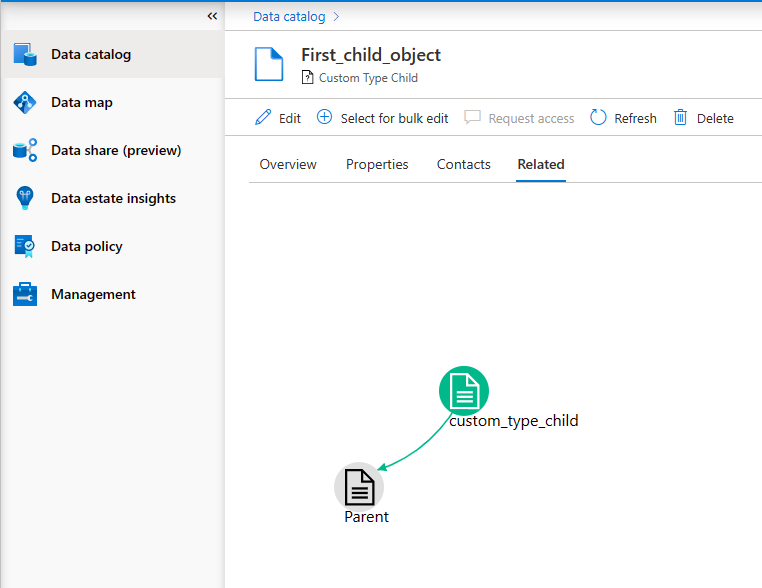 «
Data catalog
Data map
Data share (preview)
Data estate insights
Data policy
Management
Data catalog >
First_child_object
Custom Type Child
Edit Select for bulk edit Request access Refresh Delete
Overview Properties Contacts Related
custom_type_child
Parent